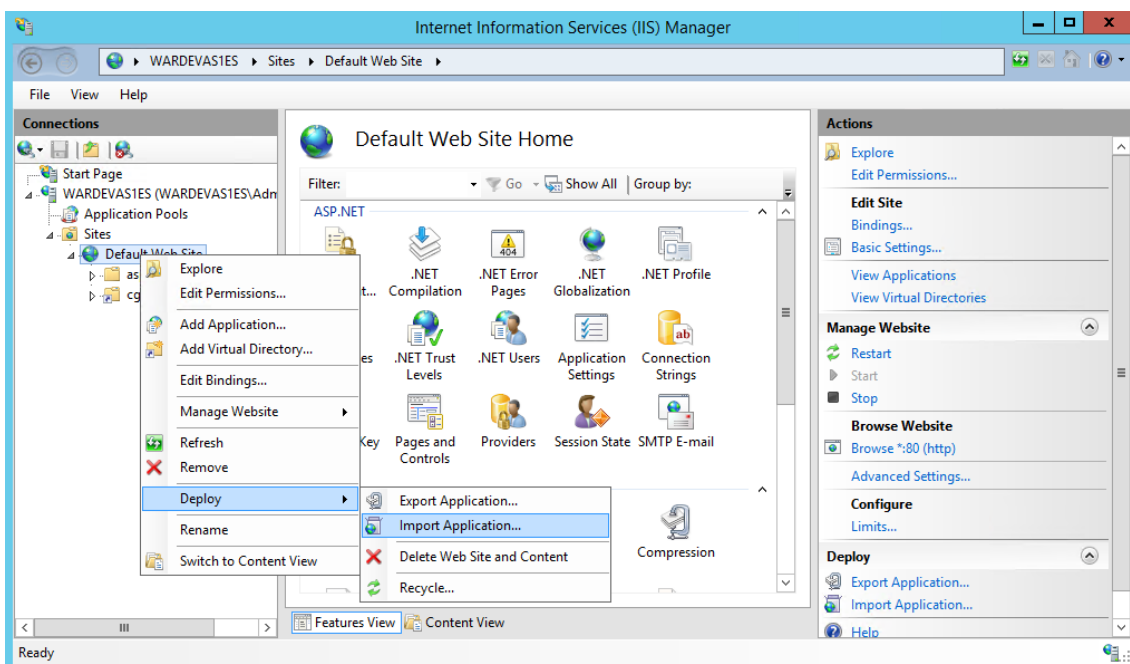 Internet Information Services (IIS) Manager
WARDEVAS1ES Sites Default Web Site
File View Help
Connections
Start Page
WARDEVAS1ES (WARDEVAS1ES\Adm
Application Pools
Sites
Default Web Site
as
cg
Explore
Edit Permissions...
Add Application...
Add Virtual Directory...
Edit Bindings...
Manage Website
Refresh
Remove
Deploy
Rename
Switch to Content View
Export Application...
Import Application...
Delete Web Site and Content
Recycle...
Default Web Site Home
Filter: Go Show All Group by:
ASP.NET
404
t...
.NET Compilation
.NET Error Pages
.NET Globalization
.NET Profile
ab
es
.NET Trust Levels
.NET Users
Application Settings
Connection Strings
Key
Pages and Controls
Providers
Session State
SMTP E-mail
Compression
Features View Content View
Actions
Explore
Edit Permissions...
Edit Site
Bindings...
Basic Settings...
View Applications
View Virtual Directories
Manage Website
Restart
Start
Stop
Browse Website
Browse *:80 (http)
Advanced Settings...
Configure
Limits...
Deploy
Export Application...
Import Application...
Help
Ready